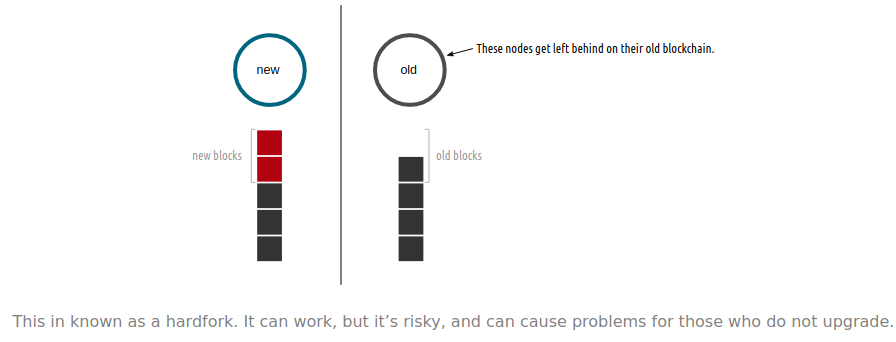 new
old
These nodes get left behind on their old blockchain.
new blocks
old blocks
This in known as a hardfork. It can work, but it’s risky, and can cause problems for those who do not upgrade.